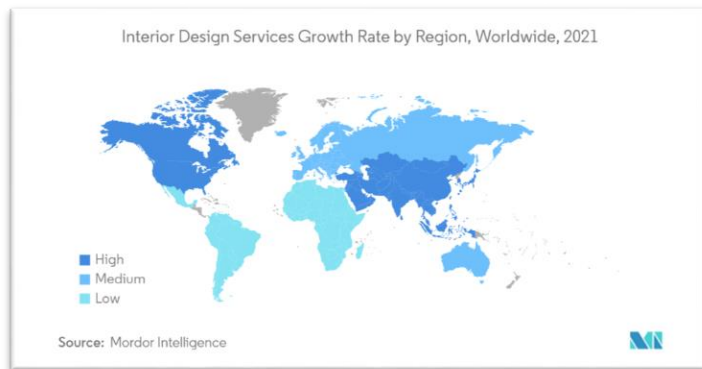 Interior Design Services Growth Rate by Region, Worldwide, 2021
High
Medium
Low
Source: Mordor Intelligence